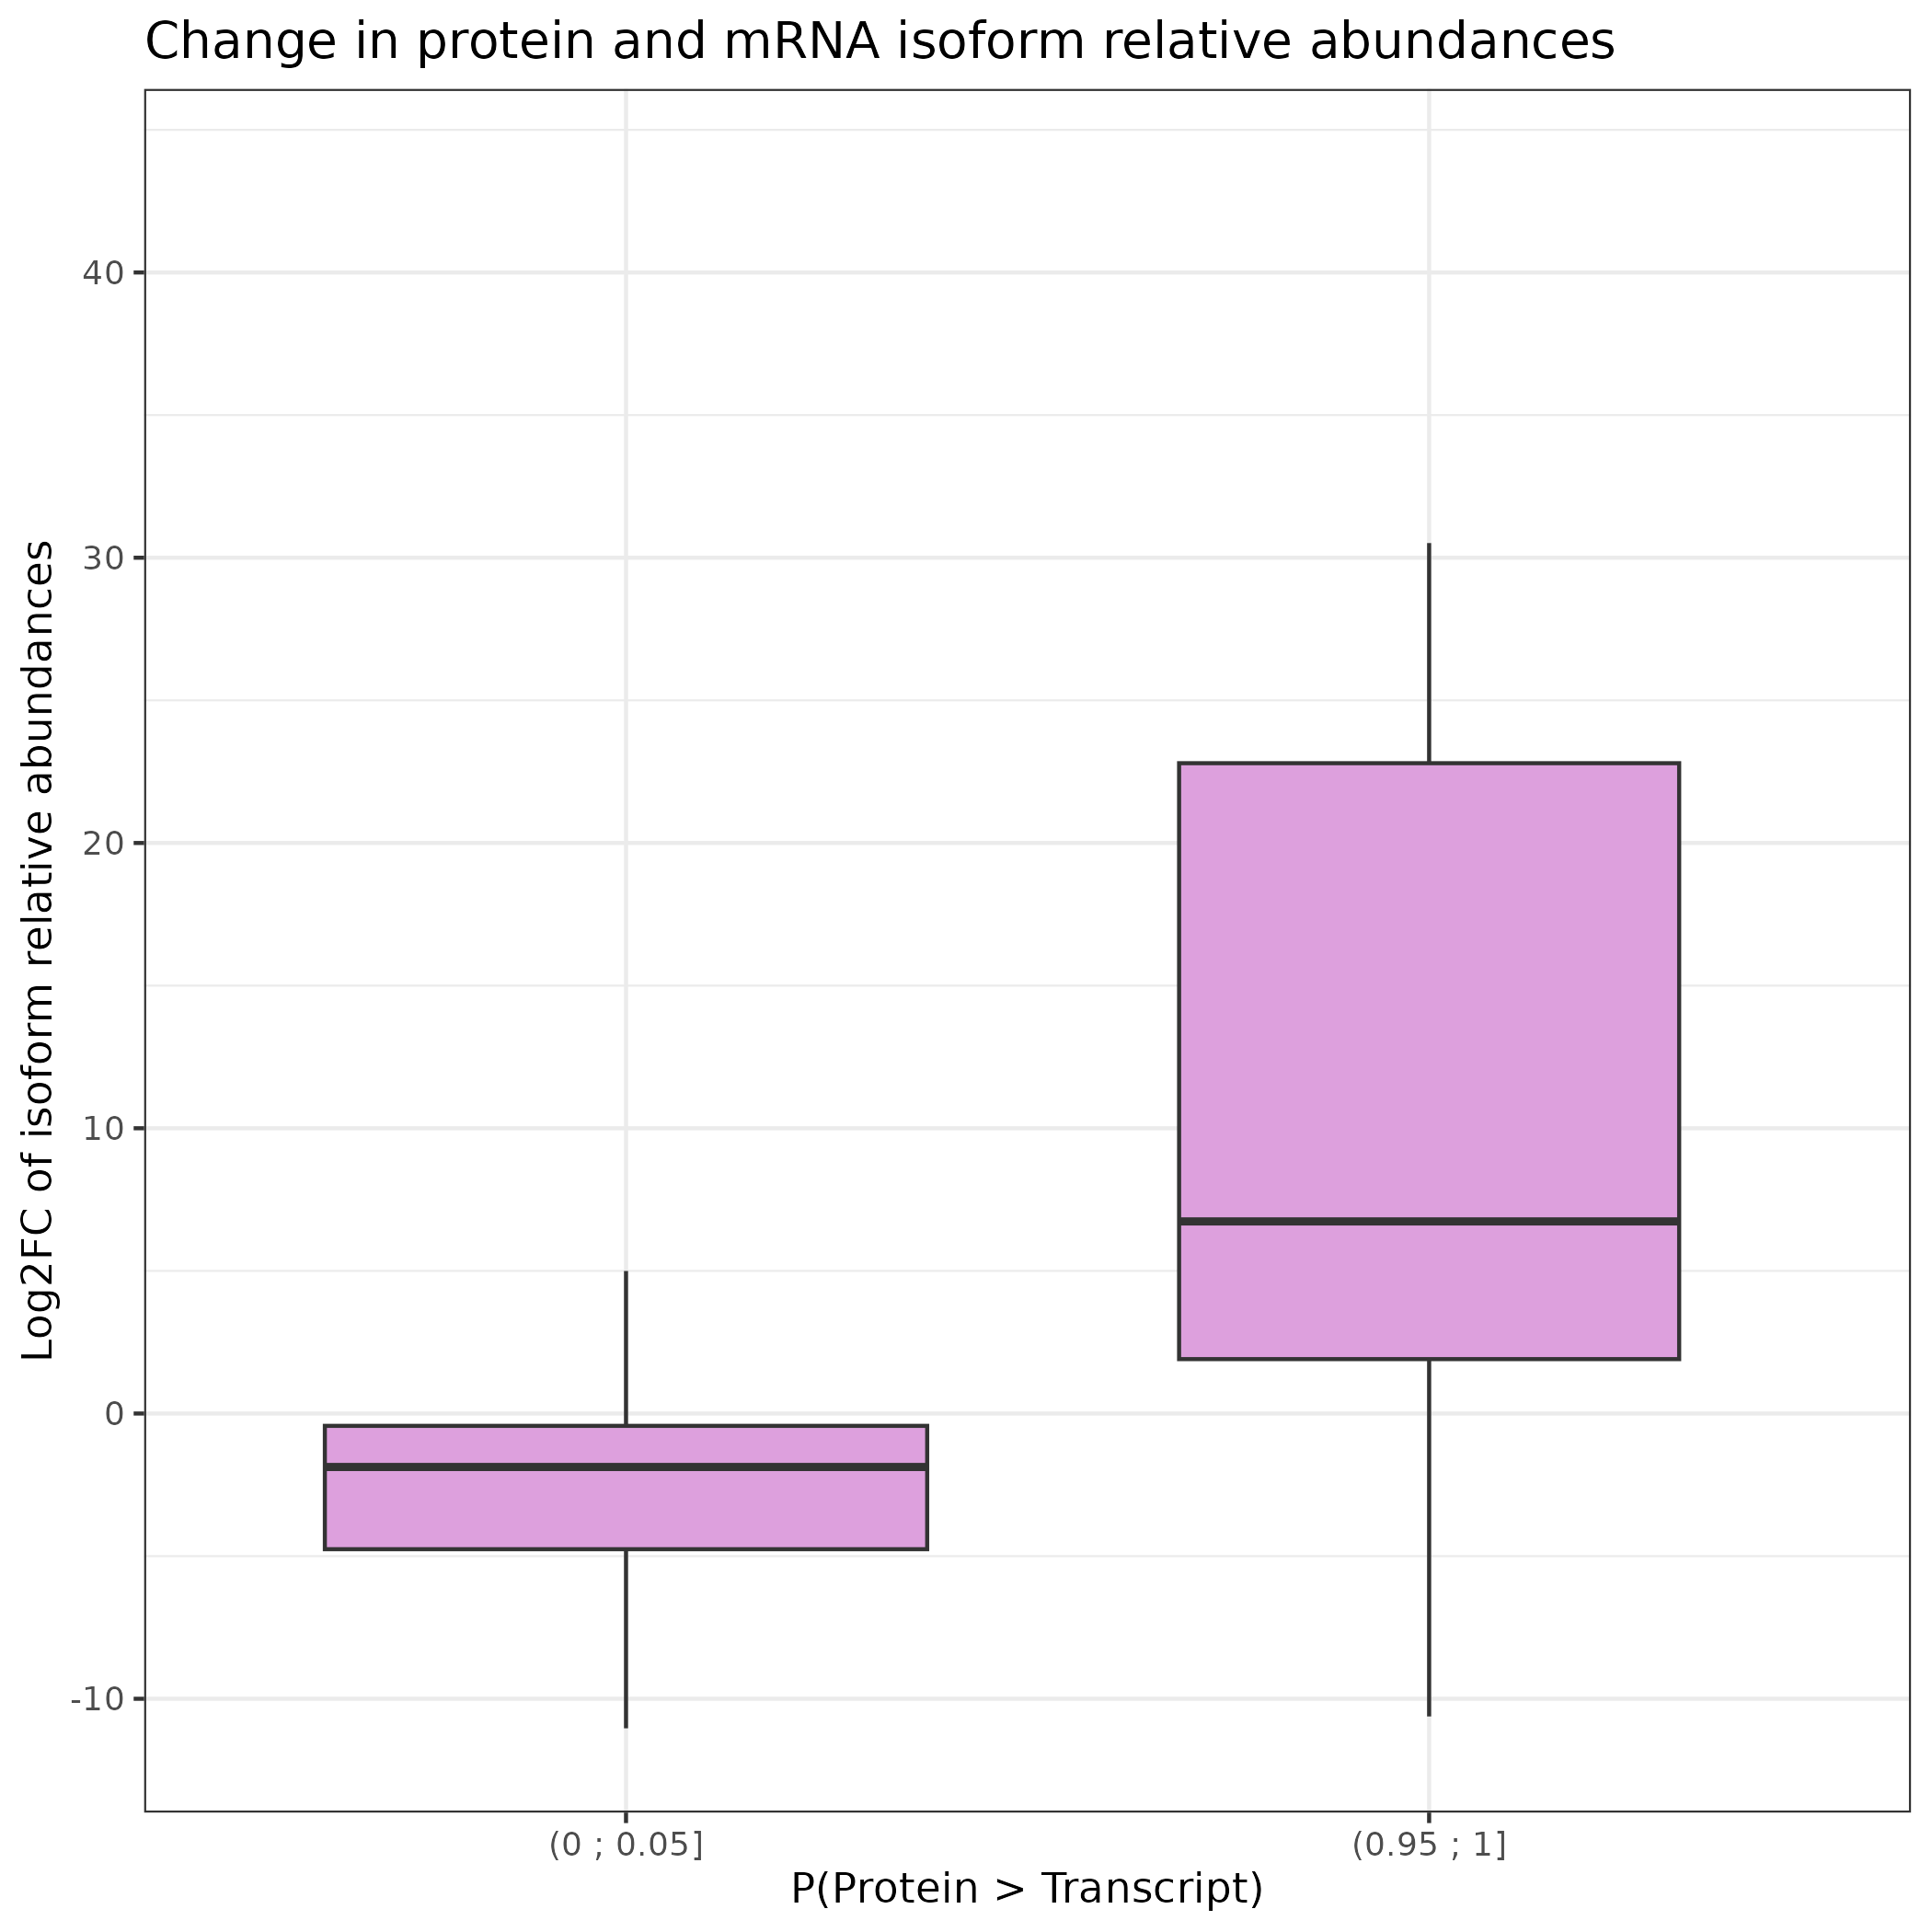 Change in protein and mRNA isoform relative abundances
Log2FC of isoform relative abundances
40
30
20
10
0
-10
(0 ; 0.05]
(0.95 ; 1]
P(Protein > Transcript)